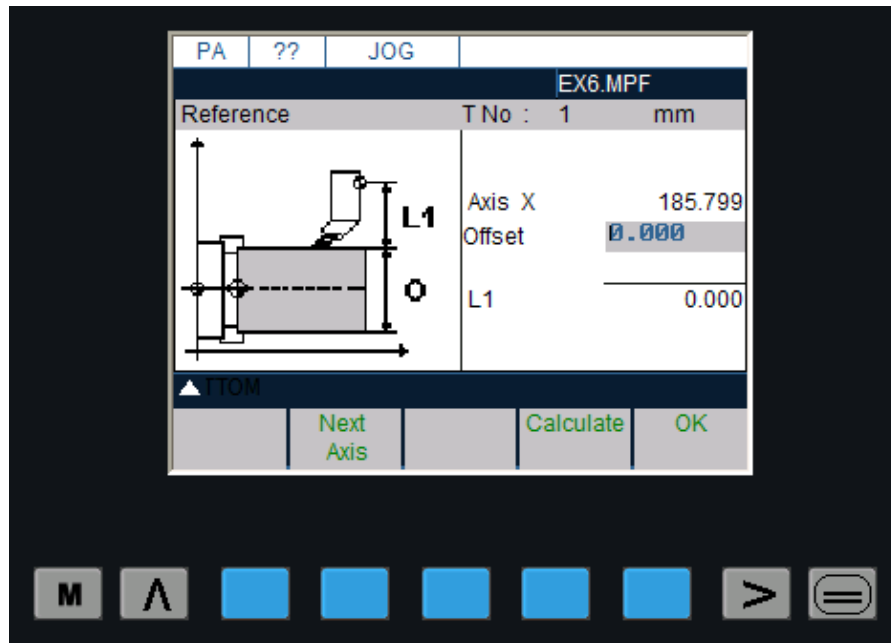 PA ?? JOG
EX6.MPF
Reference T No : 1 mm
L1
Axis X 185.799
Offset 0.000
O
L1 0.000
TTOM
Next Axis Calculate OK
M Λ >